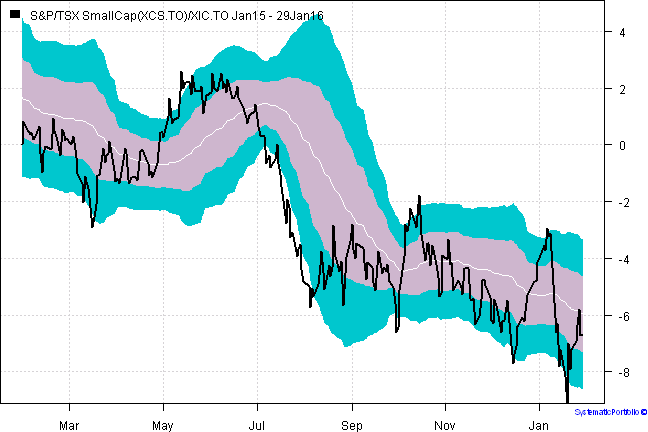 S&P/TSX SmallCap(XCS.TO)/XIC.TO Jan15 - 29Jan16
4
2
0
-2
-4
-6
-8
SystematicPortfolio ©
Mar May Jul Sep Nov Jan